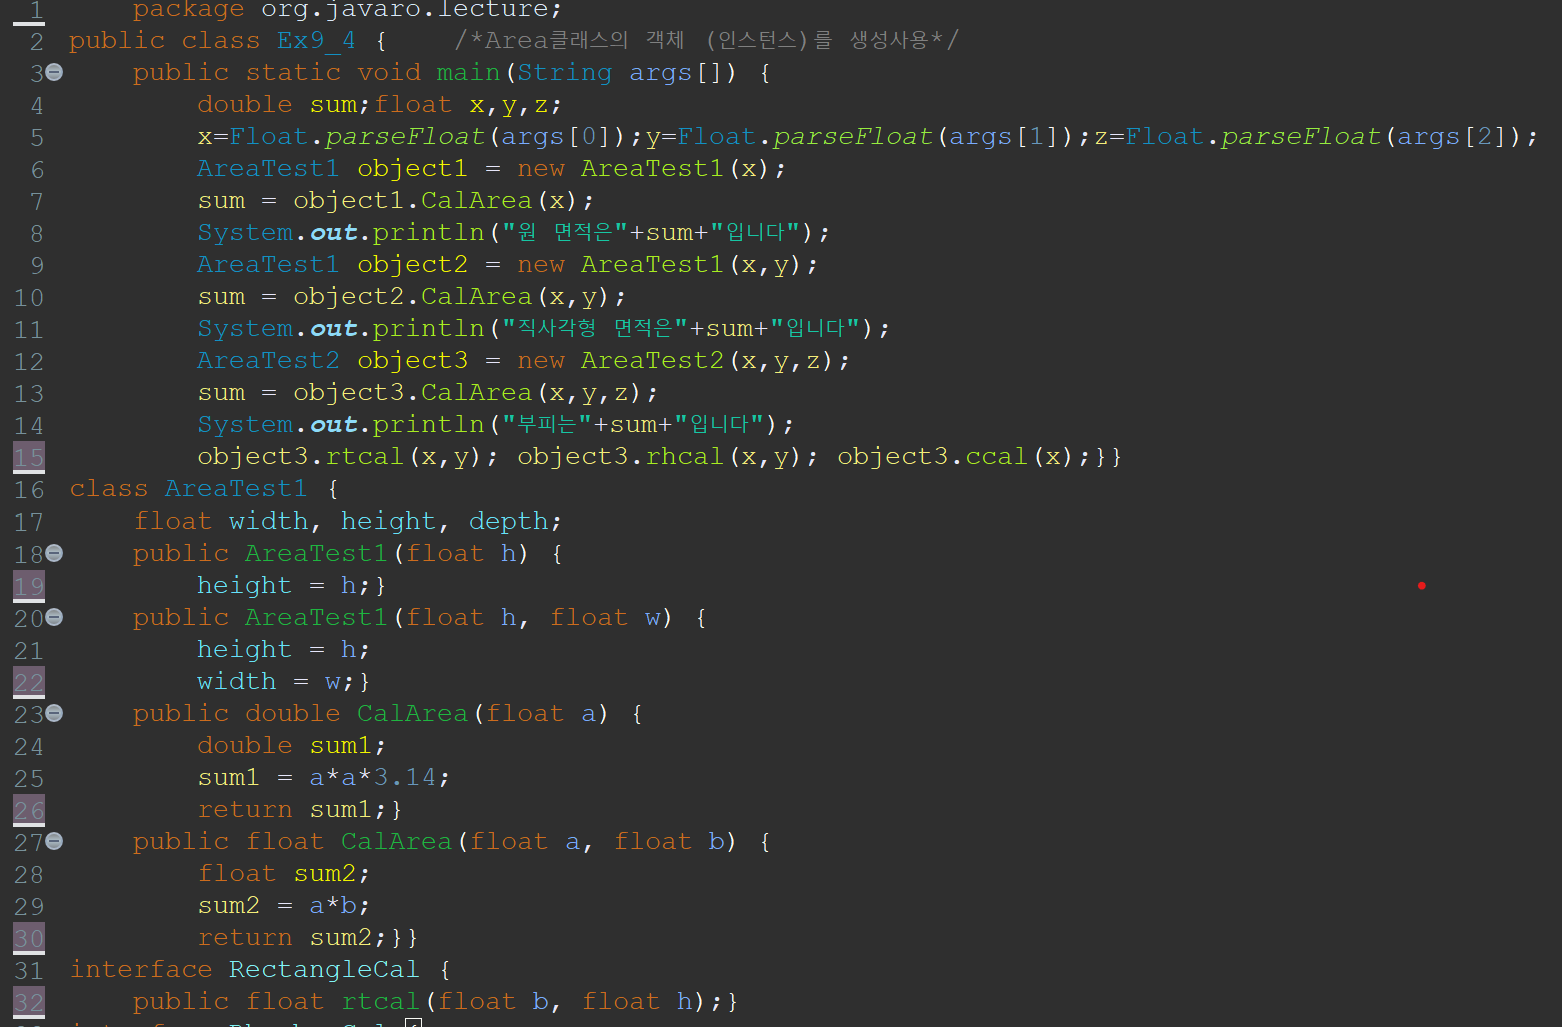 1 package org.javaro.lecture;
2 public class Ex9_4 { /*Area클래스의 객체 (인스턴스)를 생성사용*/
3 public static void main(String args[]) {
4 double sum;float x,y,z;
5 x=Float.parseFloat(args[0]);y=Float.parseFloat(args[1]);z=Float.parseFloat(args[2]);
6 AreaTest1 object1 = new AreaTest1(x);
7 sum = object1.CalArea(x);
8 System.out.println("원 면적은"+sum+"입니다");
9 AreaTest1 object2 = new AreaTest1(x,y);
10 sum = object2.CalArea(x,y);
11 System.out.println("직사각형 면적은"+sum+"입니다");
12 AreaTest2 object3 = new AreaTest2(x,y,z);
13 sum = object3.CalArea(x,y,z);
14 System.out.println("부피는"+sum+"입니다");
15 object3.rtcal(x,y); object3.rhcal(x,y); object3.ccal(x);}}
16 class AreaTest1 {
17 float width, height, depth;
18 public AreaTest1(float h) {
19 height = h;}
20 public AreaTest1(float h, float w) {
21 height = h;
22 width = w;}
23 public double CalArea(float a) {
24 double sum1;
25 sum1 = a*a*3.14;
26 return sum1;}
27 public float CalArea(float a, float b) {
28 float sum2;
29 sum2 = a*b;
30 return sum2;}}
31 interface RectangleCal {
32 public float rtcal(float b, float h);}